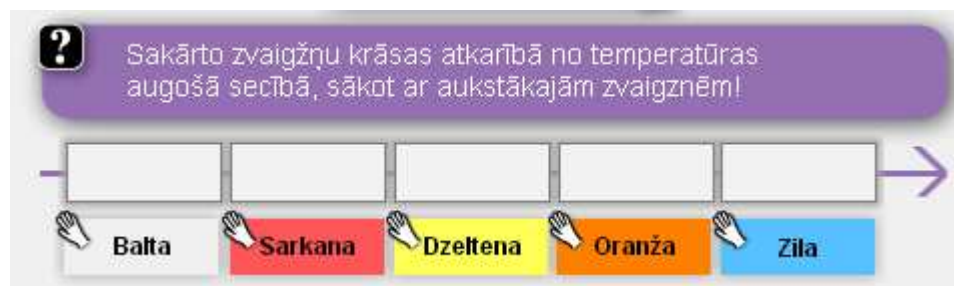 ?
Sakārto zvaigžņu krāsas atkarībā no temperatūras
augošā secībā, sākot ar aukstākajām zvaigznēm!
Balta Sarkana Dzeltena Oranža Zila